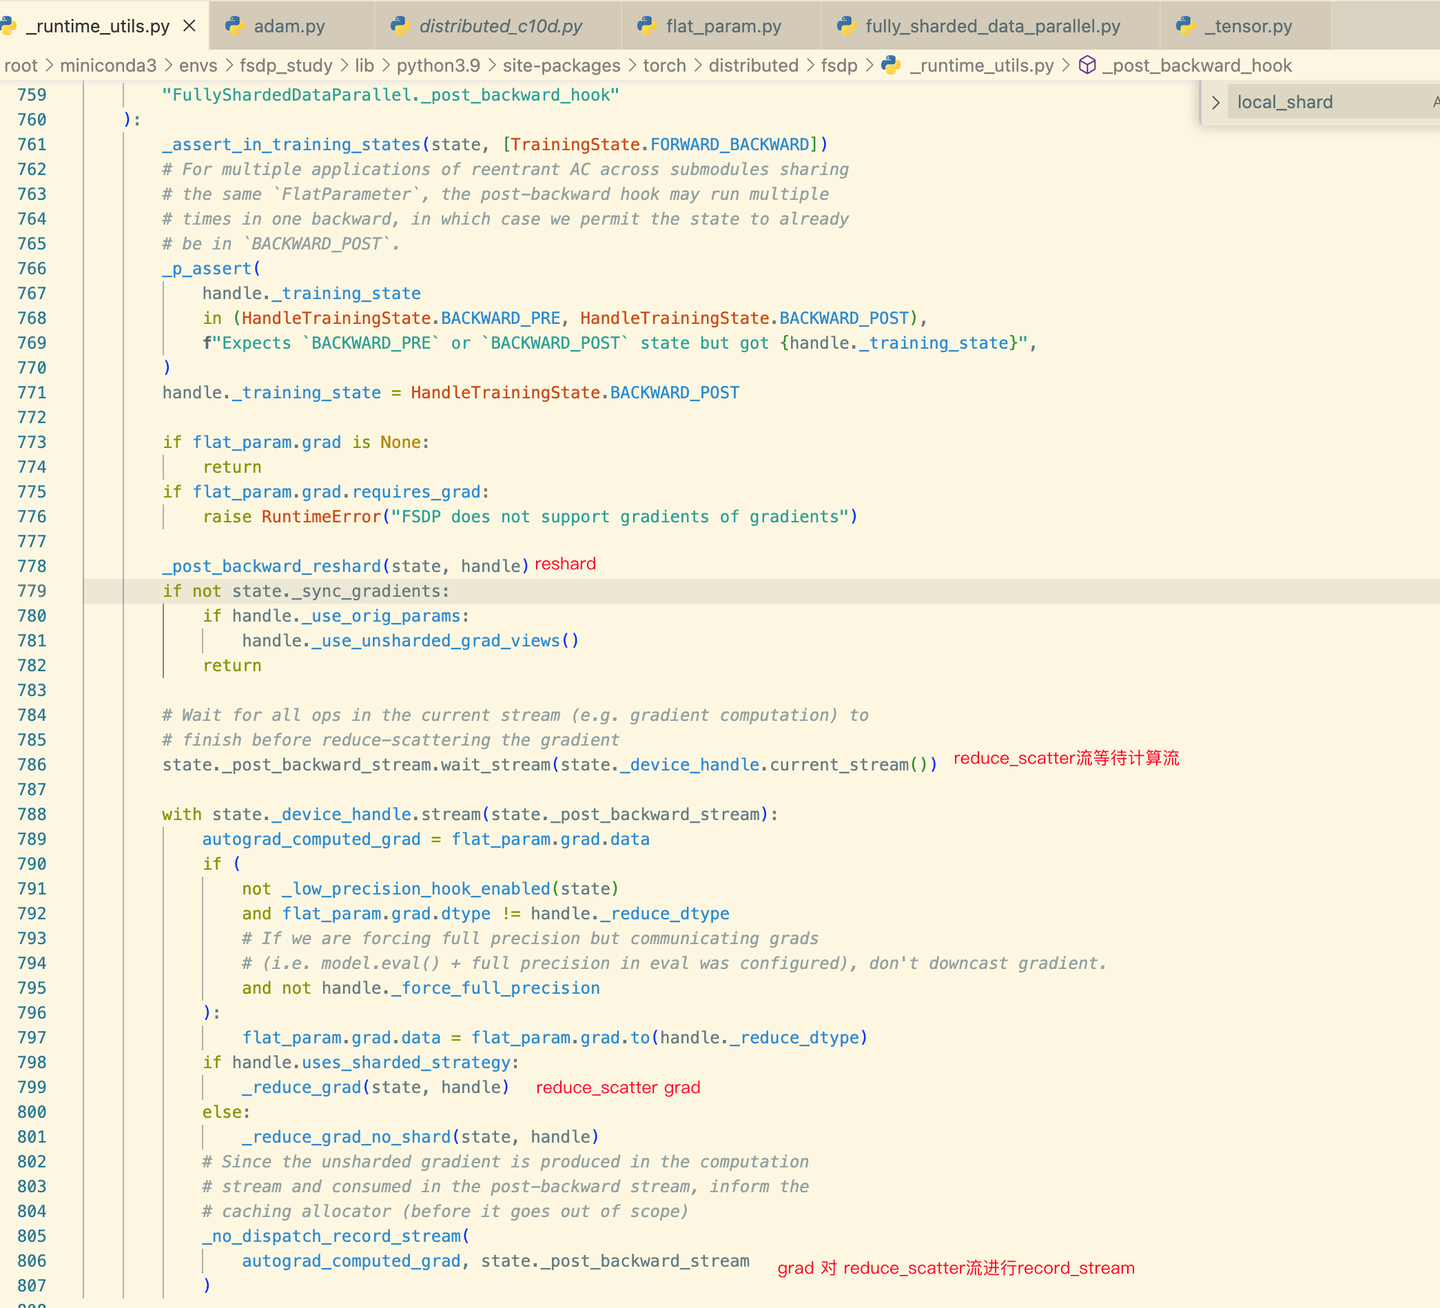 _runtime_utils.py ×
adam.py
distributed_c10d.py
flat_param.py
fully_sharded_data_parallel.py
_tensor.py
root > miniconda3 > envs > fsdp_study > lib > python3.9 > site-packages > torch > distributed > fsdp > _runtime_utils.py > _post_backward_hook
> local_shard
759 "FullyShardedDataParallel._post_backward_hook"
760 ):
761 _assert_in_training_states(state, [TrainingState.FORWARD_BACKWARD])
762 # For multiple applications of reentrant AC across submodules sharing
763 # the same `FlatParameter`, the post-backward hook may run multiple
764 # times in one backward, in which case we permit the state to already
765 # be in `BACKWARD_POST`.
766 _p_assert(
767 handle._training_state
768 in (HandleTrainingState.BACKWARD_PRE, HandleTrainingState.BACKWARD_POST),
769 f"Expects `BACKWARD_PRE` or `BACKWARD_POST` state but got {handle._training_state}",
770 )
771 handle._training_state = HandleTrainingState.BACKWARD_POST
772
773 if flat_param.grad is None:
774 return
775 if flat_param.grad.requires_grad:
776 raise RuntimeError("FSDP does not support gradients of gradients")
777
778 _post_backward_reshard(state, handle) reshard
779 if not state._sync_gradients:
780 if handle._use_orig_params:
781 handle._use_unsharded_grad_views()
782 return
783
784 # Wait for all ops in the current stream (e.g. gradient computation) to
785 # finish before reduce-scattering the gradient
786 state._post_backward_stream.wait_stream(state._device_handle.current_stream()) reduce_scatter流等待计算流
787
788 with state._device_handle.stream(state._post_backward_stream):
789 autograd_computed_grad = flat_param.grad.data
790 if (
791 not _low_precision_hook_enabled(state)
792 and flat_param.grad.dtype != handle._reduce_dtype
793 # If we are forcing full precision but communicating grads
794 # (i.e. model.eval() + full precision in eval was configured), don't downcast gradient.
795 and not handle._force_full_precision
796 ):
797 flat_param.grad.data = flat_param.grad.to(handle._reduce_dtype)
798 if handle.uses_sharded_strategy:
799 _reduce_grad(state, handle) reduce_scatter grad
800 else:
801 _reduce_grad_no_shard(state, handle)
802 # Since the unsharded gradient is produced in the computation
803 # stream and consumed in the post-backward stream, inform the
804 # caching allocator (before it goes out of scope)
805 _no_dispatch_record_stream(
806 autograd_computed_grad, state._post_backward_stream grad 对 reduce_scatter流进行record_stream
807 )